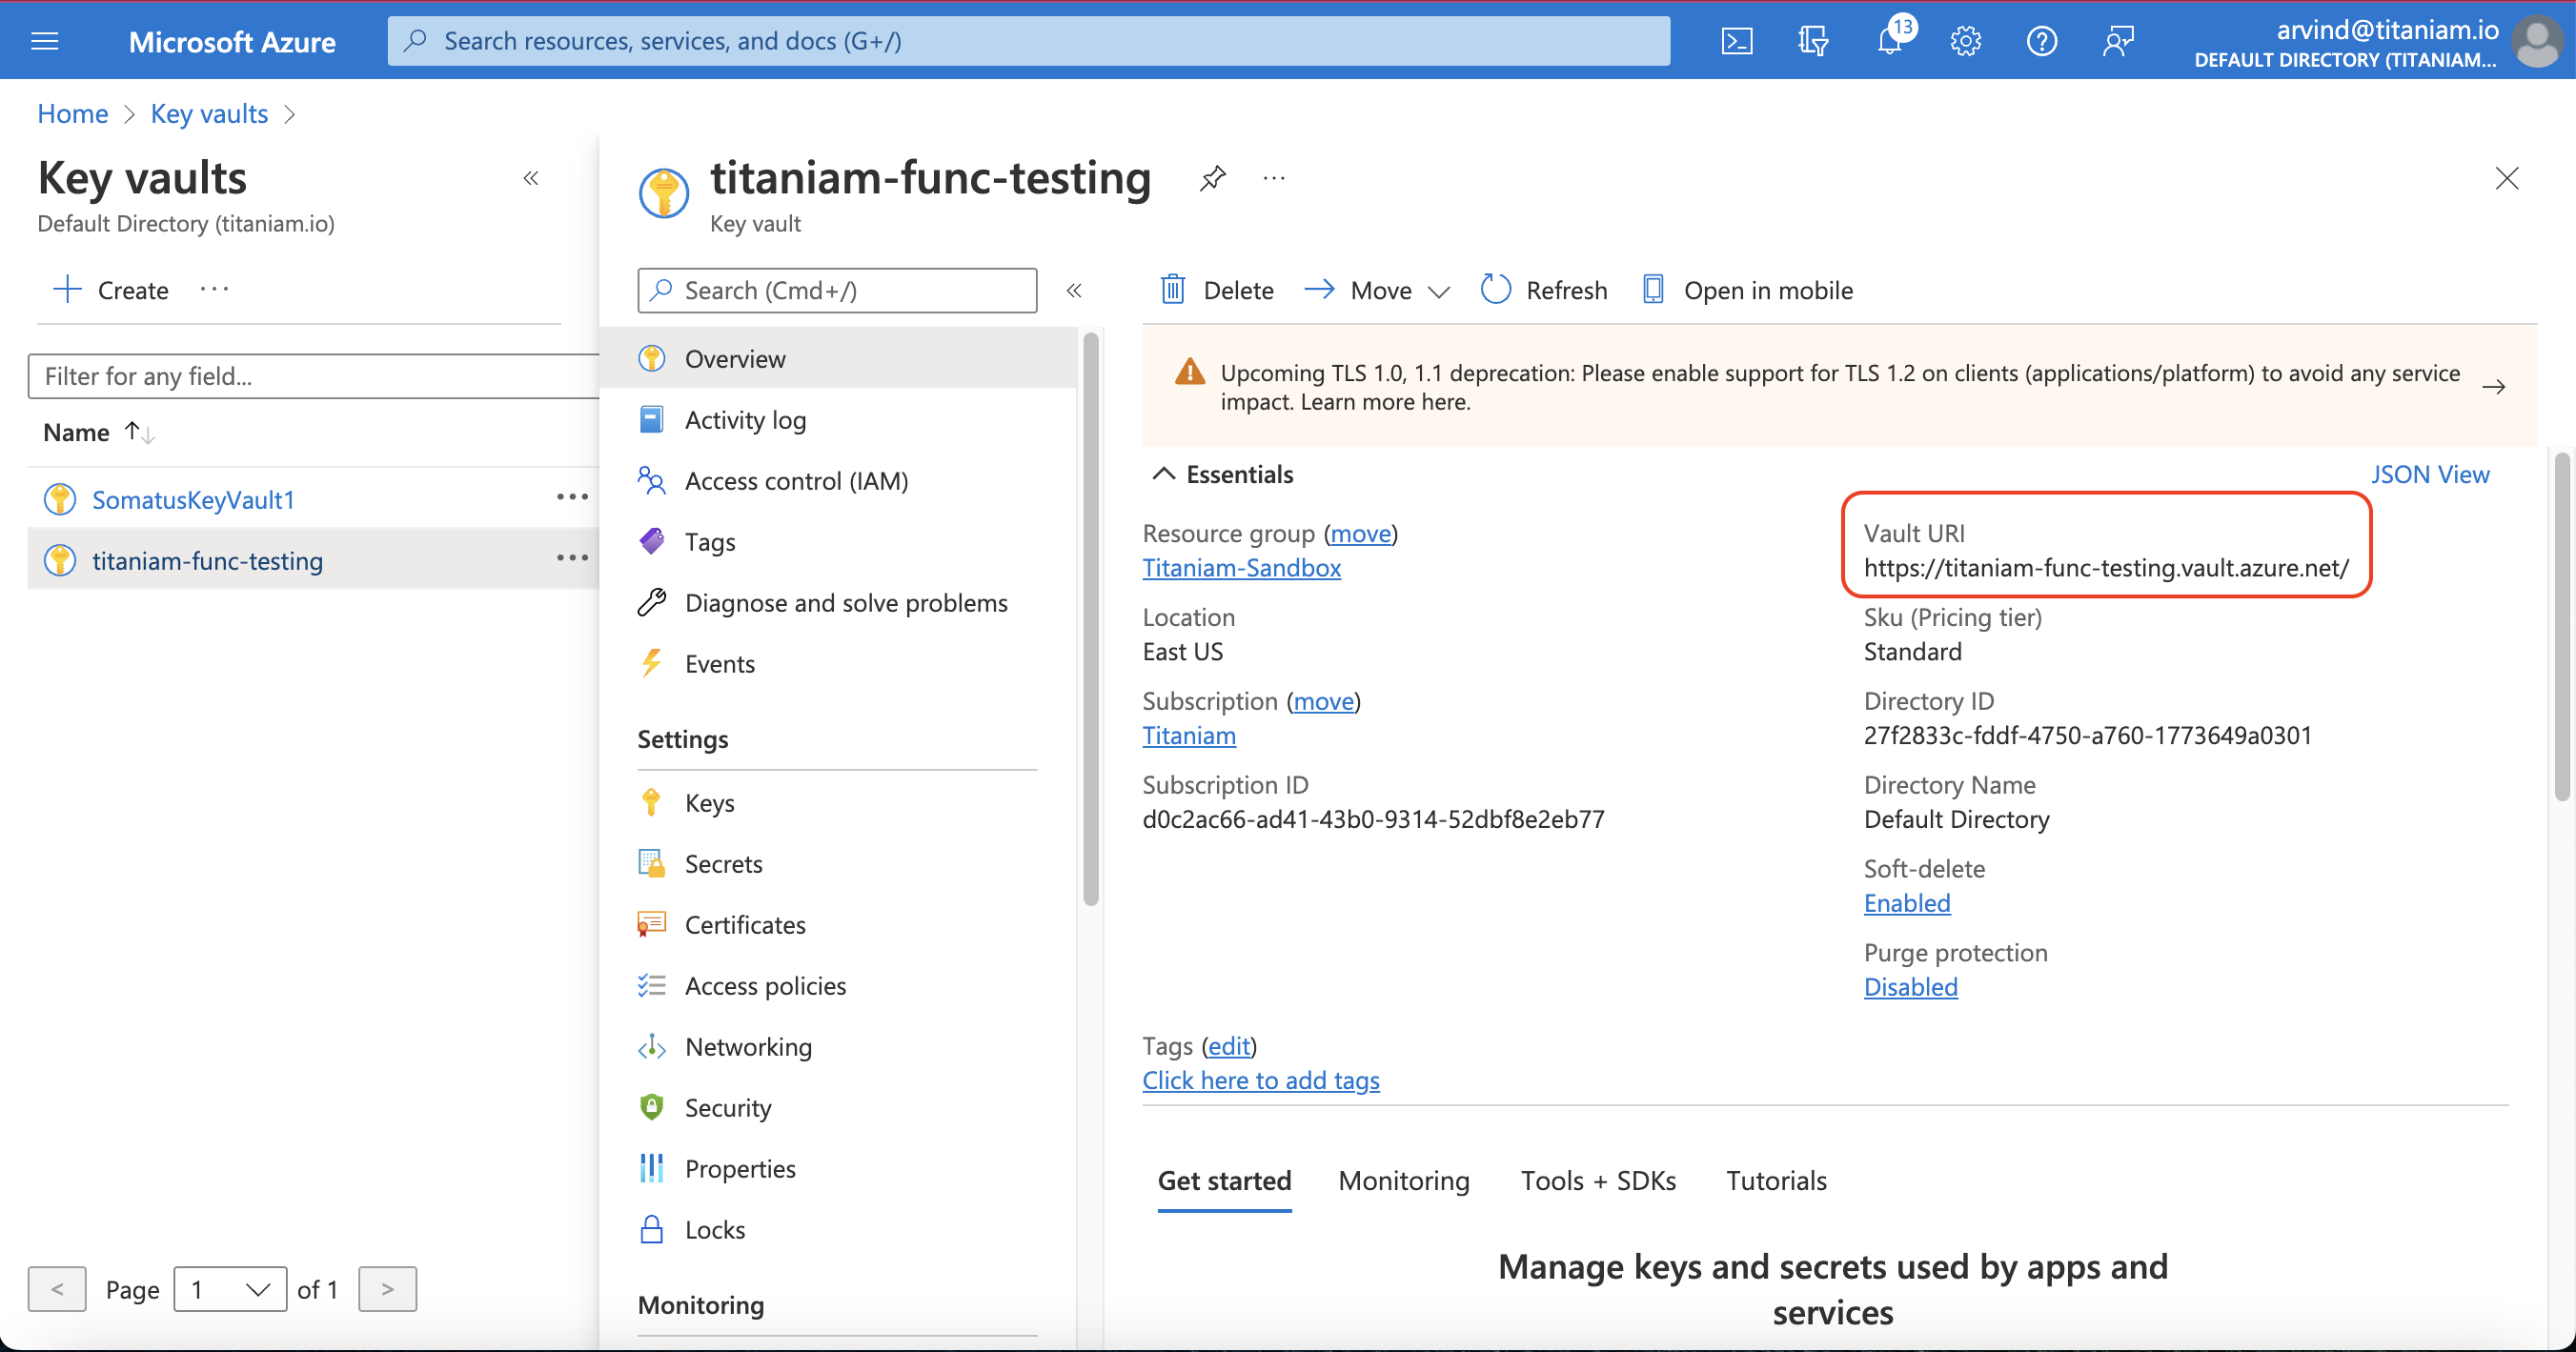 Microsoft Azure
Search resources, services, and docs (G+/)
13
arvind@titaniam.io
DEFAULT DIRECTORY (TITANIAM...
Home > Key vaults >
Key vaults
Default Directory (titaniam.io)
Create
Filter for any field...
Name
SomatusKeyVault1
titaniam-func-testing
< Page 1 of 1 >
titaniam-func-testing
Key vault
Search (Cmd+/)
Overview
Activity log
Access control (IAM)
Tags
Diagnose and solve problems
Events
Settings
Keys
Secrets
Certificates
Access policies
Networking
Security
Properties
Locks
Monitoring
Delete Move Refresh Open in mobile
Upcoming TLS 1.0, 1.1 deprecation: Please enable support for TLS 1.2 on clients (applications/platform) to avoid any service
impact. Learn more here.
Essentials
JSON View
Resource group (move)
Titaniam-Sandbox
Location
East US
Subscription (move)
Titaniam
Subscription ID
d0c2ac66-ad41-43b0-9314-52dbf8e2eb77
Vault URI
https://titaniam-func-testing.vault.azure.net/
Sku (Pricing tier)
Standard
Directory ID
27f2833c-fddf-4750-a760-1773649a0301
Directory Name
Default Directory
Soft-delete
Enabled
Purge protection
Disabled
Tags (edit)
Click here to add tags
Get started Monitoring Tools + SDKs Tutorials
Manage keys and secrets used by apps and
services